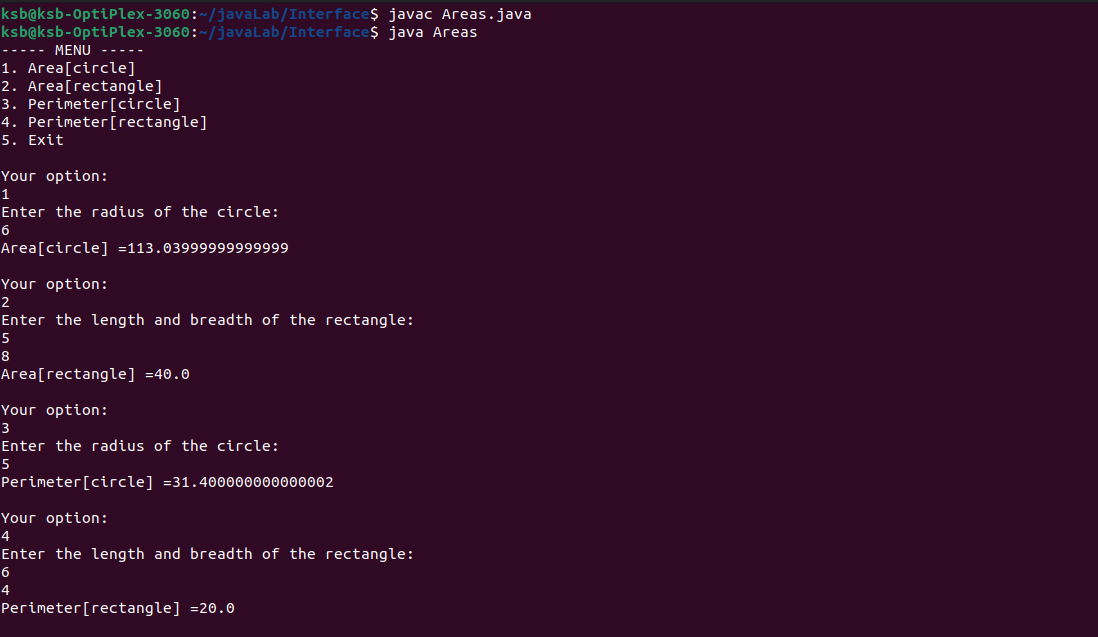 ksb@ksb-OptiPlex-3060:~/javaLab/Interface$ javac Areas.java
ksb@ksb-OptiPlex-3060:~/javaLab/Interface$ java Areas
----- MENU -----
1. Area[circle]
2. Area[rectangle]
3. Perimeter[circle]
4. Perimeter[rectangle]
5. Exit
Your option:
1
Enter the radius of the circle:
6
Area[circle] =113.03999999999999
Your option:
2
Enter the length and breadth of the rectangle:
5
8
Area[rectangle] =40.0
Your option:
3
Enter the radius of the circle:
5
Perimeter[circle] =31.400000000000002
Your option:
4
Enter the length and breadth of the rectangle:
6
4
Perimeter[rectangle] =20.0